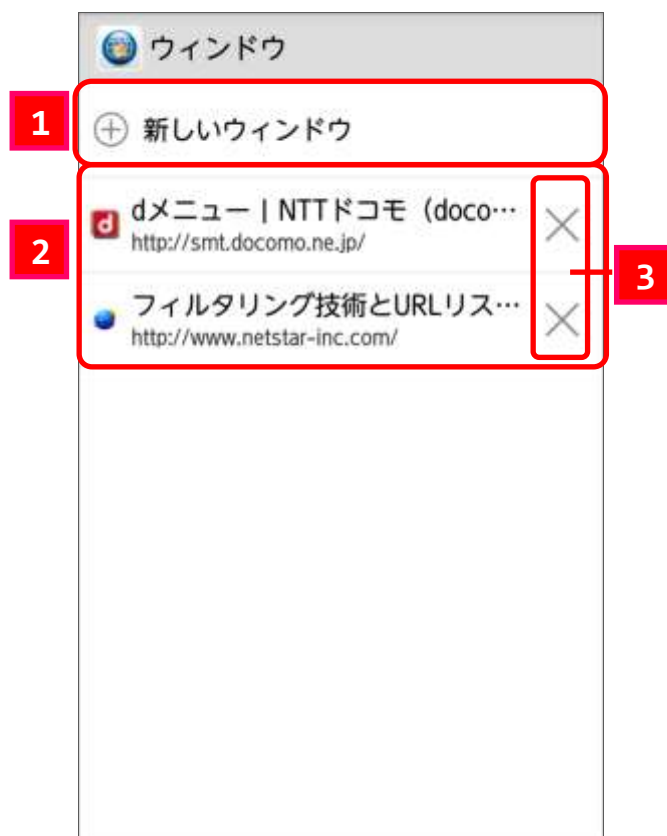 ウィンドウ
1
新しいウィンドウ
2
dメニュー | NTTドコモ（doco…
http://smt.docomo.ne.jp/
3
フィルタリング技術とURLリス…
http://www.netstar-inc.com/